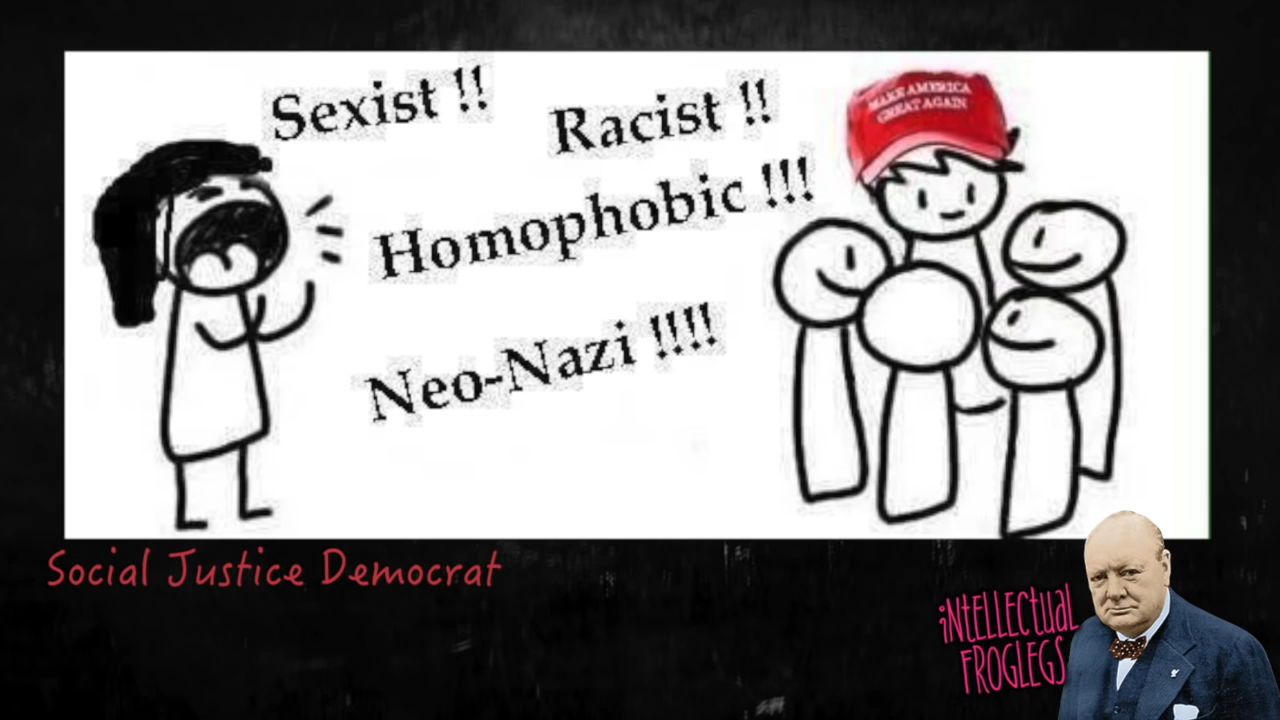 Sexist !!
Racist !!
MAKE AMERICA
GREAT AGAIN
Homophobic !!!
Neo-Nazi !!!!
Social Justice Democrat
iNTELLECTUAL
FROGLEGS